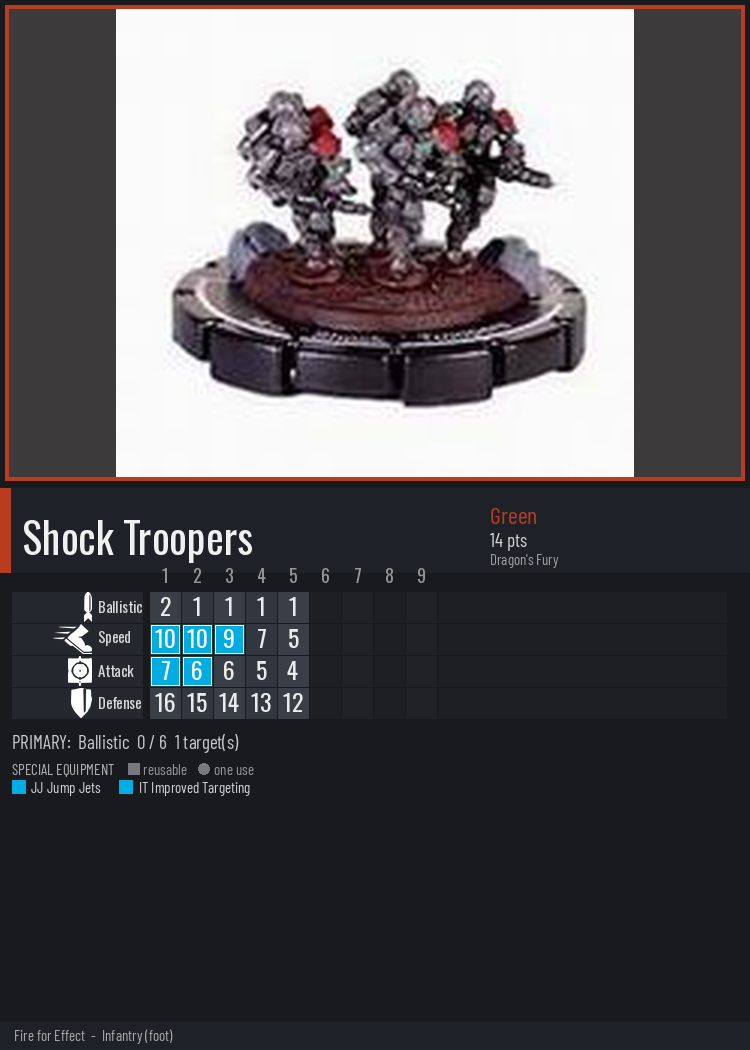 Shock Troopers
Green
14 pts
Dragon's Fury
1 2 3 4 5 6 7 8 9
Ballistic 2 1 1 1 1
Speed 10 10 9 7 5
Attack 7 6 6 5 4
Defense 16 15 14 13 12
PRIMARY: Ballistic 0 / 6 1 target(s)
SPECIAL EQUIPMENT reusable one use
JJ Jump Jets IT Improved Targeting
Fire for Effect - Infantry (foot)